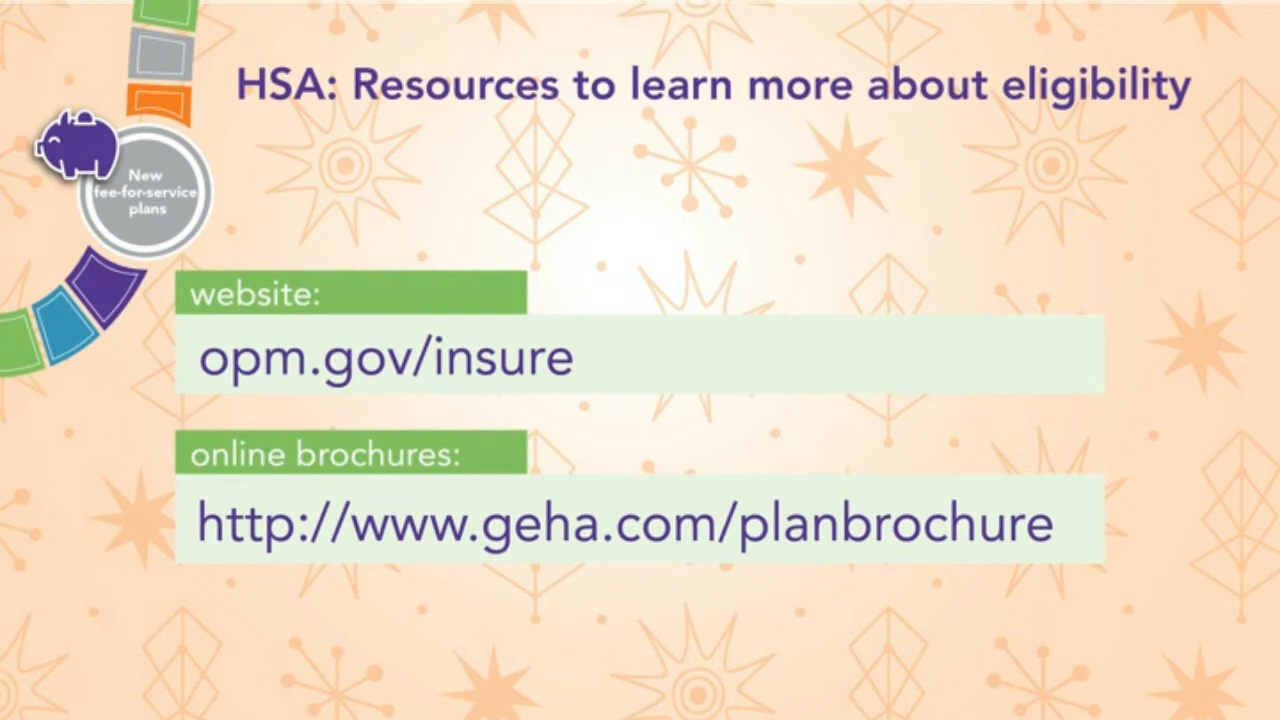 HSA: Resources to learn more about eligibility
New
fee-for-service
plans
website:
opm.gov/insure
online brochures:
http://www.geha.com/planbrochure